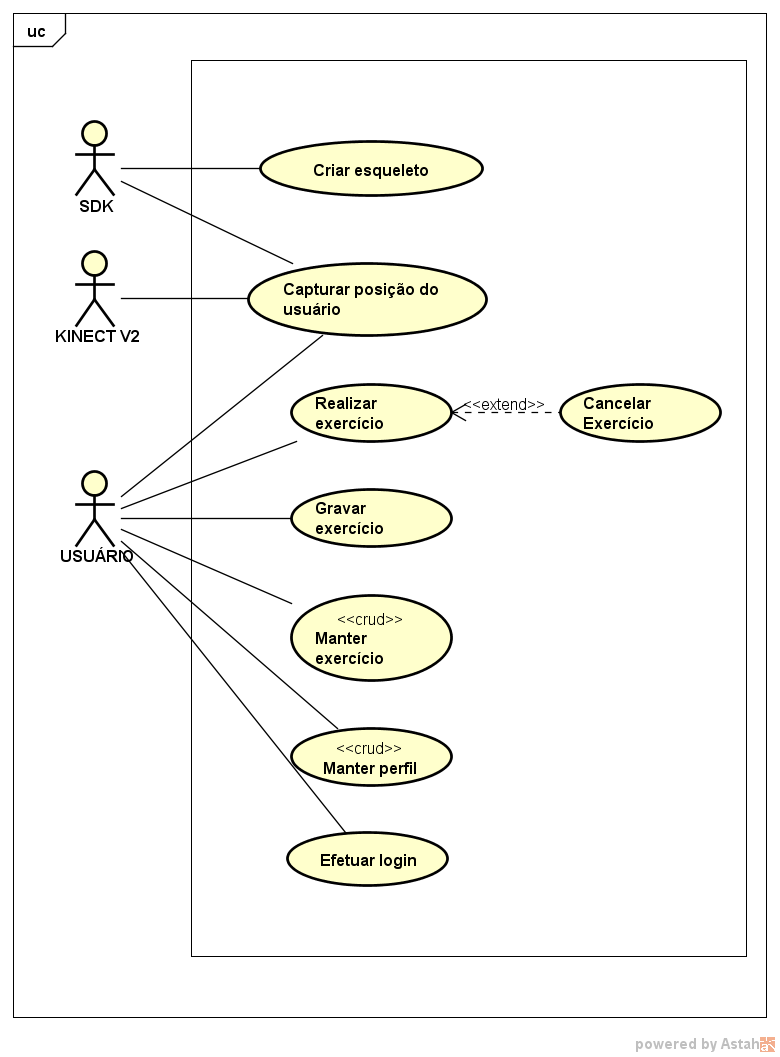 uc
SDK
Criar esqueleto
KINECT V2
Capturar posição do
usuário
Realizar
exercício
<<extend>>
Cancelar
Exercício
USUÁRIO
Gravar
exercício
<<crud>>
Manter
exercício
<<crud>>
Manter perfil
Efetuar login
powered by Astah